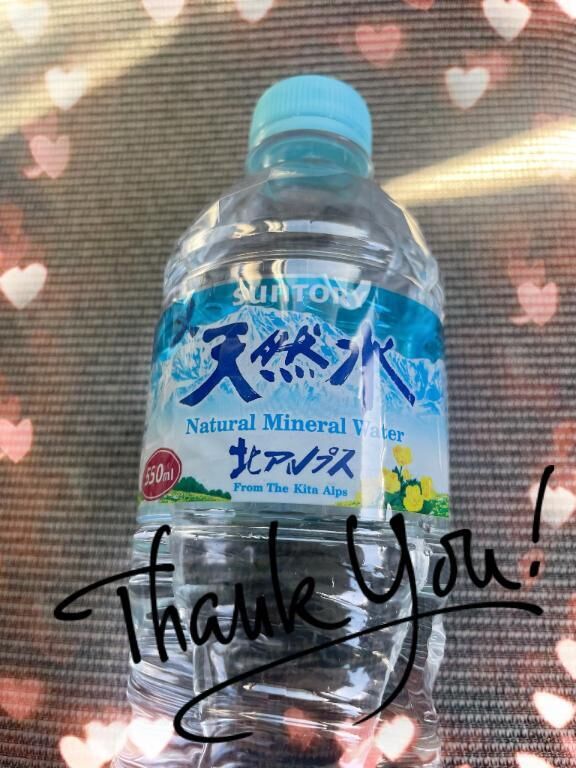 SUNTORY
天然水
Natural Mineral Water
北アルプス
550ml
From The Kita Alps
Thank You!